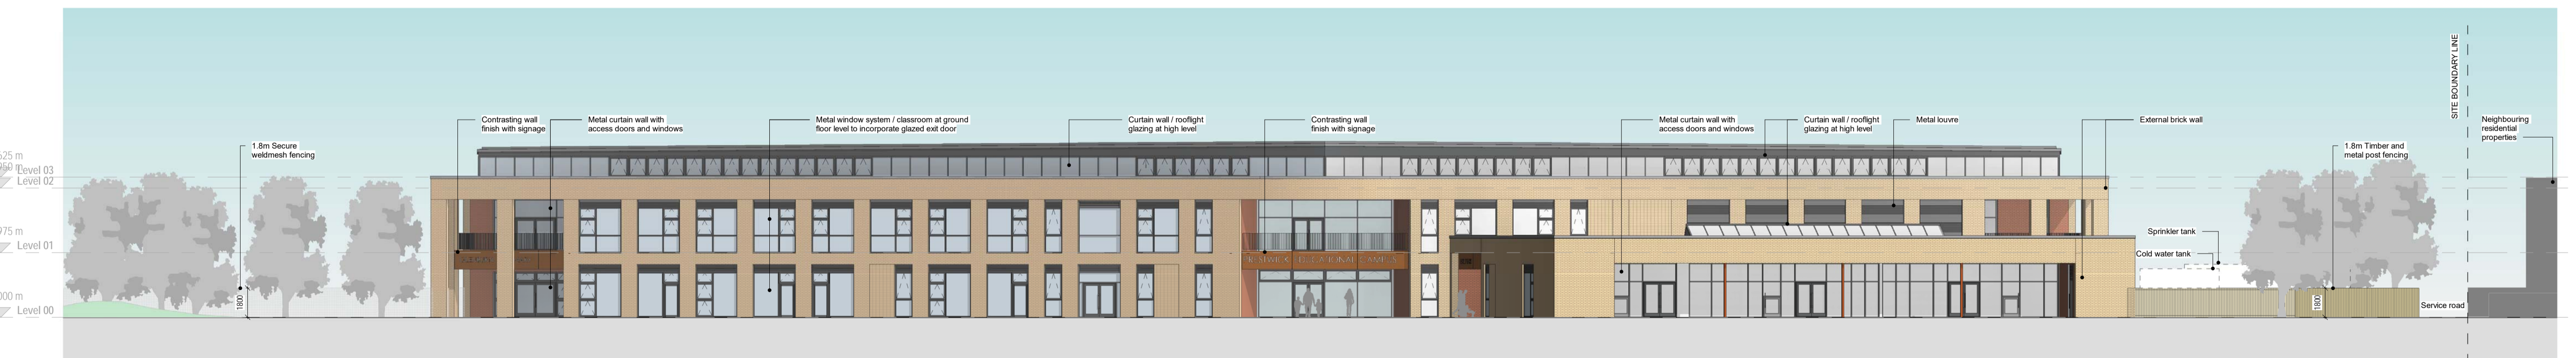 SITE BOUNDARY LINE
Contrasting wall
finish with signage
Metal curtain wall with
access doors and windows
Metal window system / classroom at ground
floor level to incorporate glazed exit door
Curtain wall / rooflight
glazing at high level
Contrasting wall
finish with signage
Metal curtain wall with
access doors and windows
Curtain wall / rooflight
glazing at high level
Metal louvre
External brick wall
Neighbouring
residential
properties
1.8m Secure
weldmesh fencing
1.8m Timber and
metal post fencing
Level 03
Level 02
Level 01
Level 00
Sprinkler tank
Cold water tank
CAMPUS
1800
1800
Service road